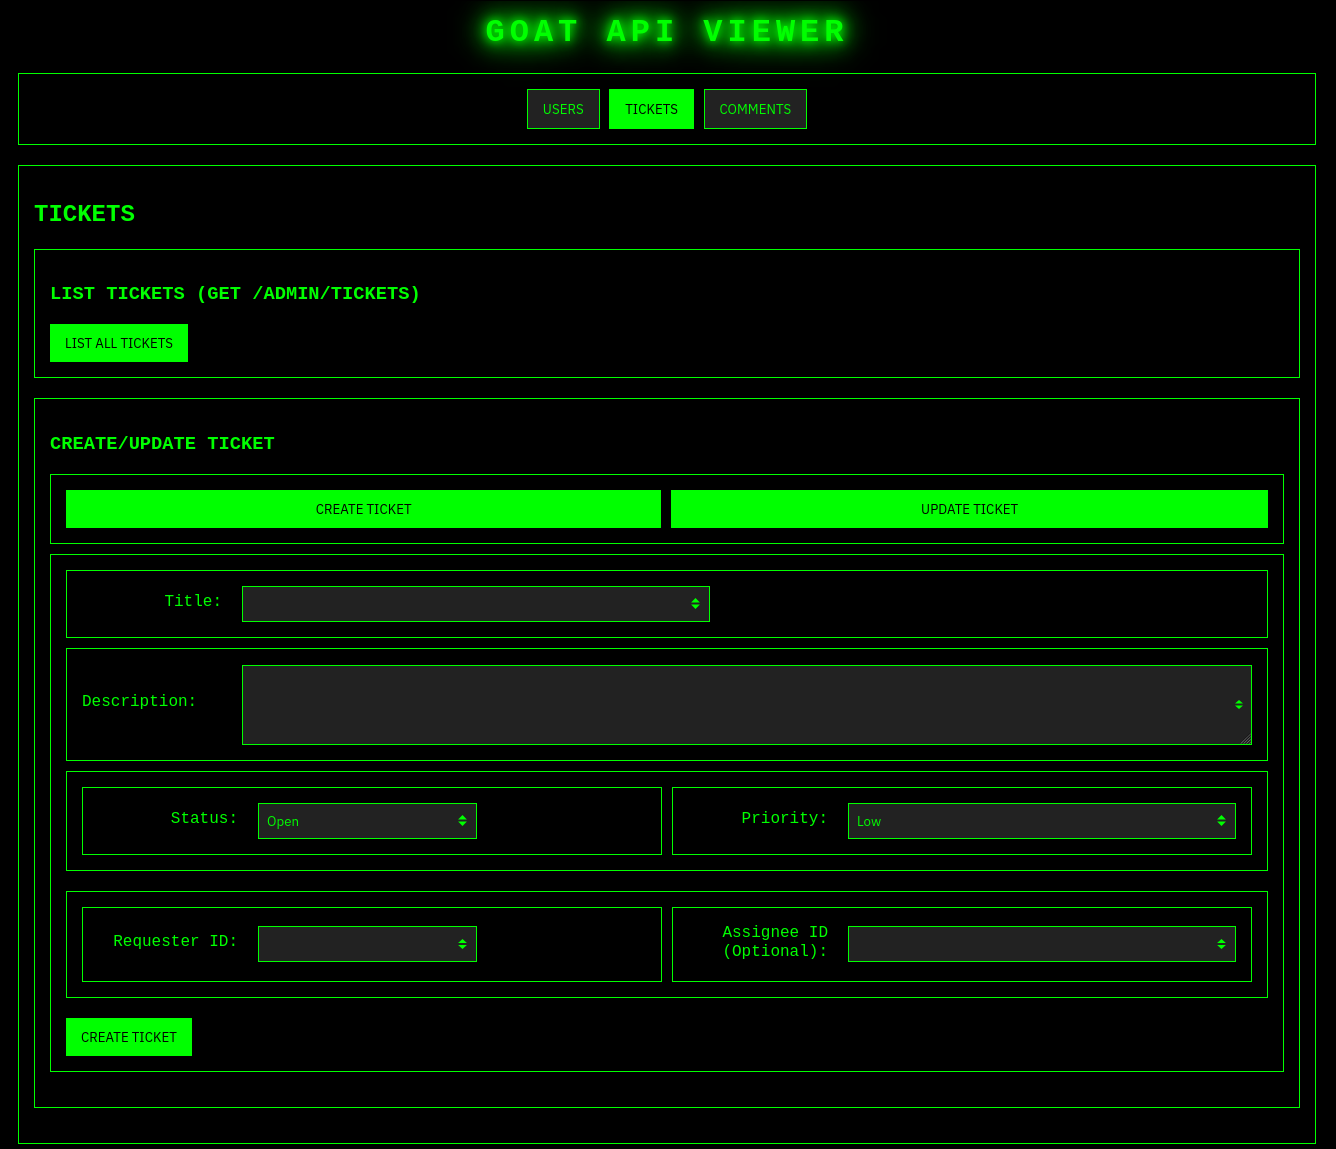 GOAT API VIEWER
USERS TICKETS COMMENTS
TICKETS
LIST TICKETS (GET /ADMIN/TICKETS)
LIST ALL TICKETS
CREATE/UPDATE TICKET
CREATE TICKET UPDATE TICKET
Title:
Description:
Status: Open Priority: Low
Requester ID: Assignee ID
(Optional):
CREATE TICKET